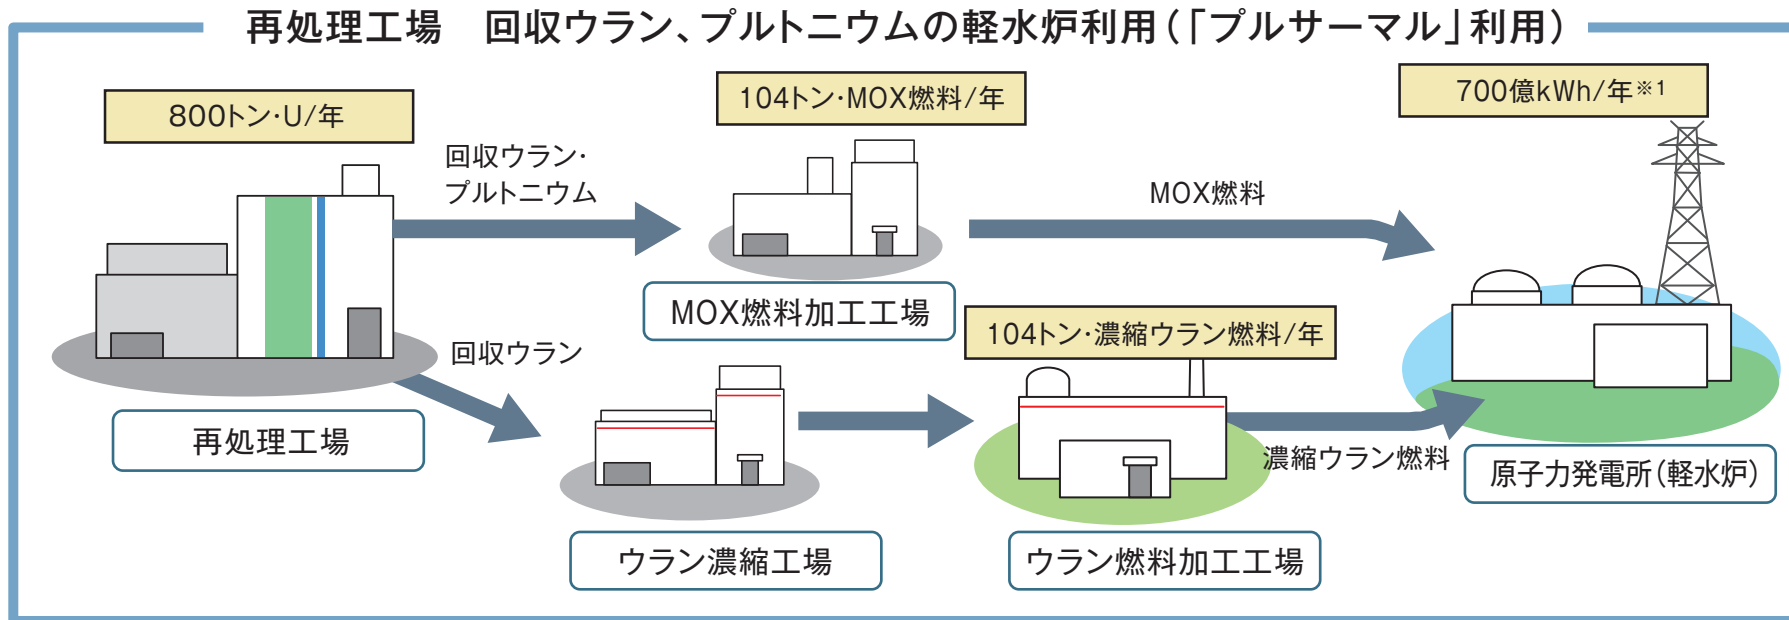 再処理工場　回収ウラン、プルトニウムの軽水炉利用（「プルサーマル」利用）
800トン・U/年
104トン・MOX燃料/年
700億kWh/年※1
回収ウラン・
プルトニウム
MOX燃料
MOX燃料加工工場
104トン・濃縮ウラン燃料/年
回収ウラン
再処理工場
濃縮ウラン燃料
原子力発電所（軽水炉）
ウラン濃縮工場
ウラン燃料加工工場